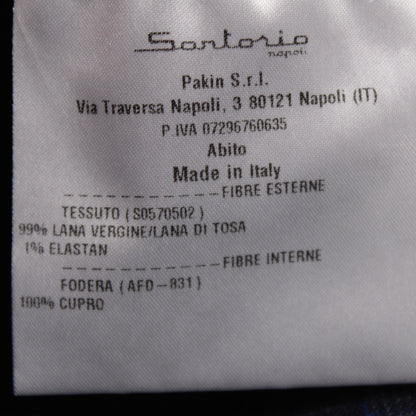 Sartorio
napoli
Pakin S.r.l.
Via Traversa Napoli, 3 80121 Napoli (IT)
P.IVA 07296760635
Abito
Made in Italy
--------------FIBRE ESTERNE
TESSUTO ( S0570502 )
99% LANA VERGINE/LANA DI TOSA
1% ELASTAN
--------------FIBRE INTERNE
FODERA ( AFO-831 )
100% CUPRO